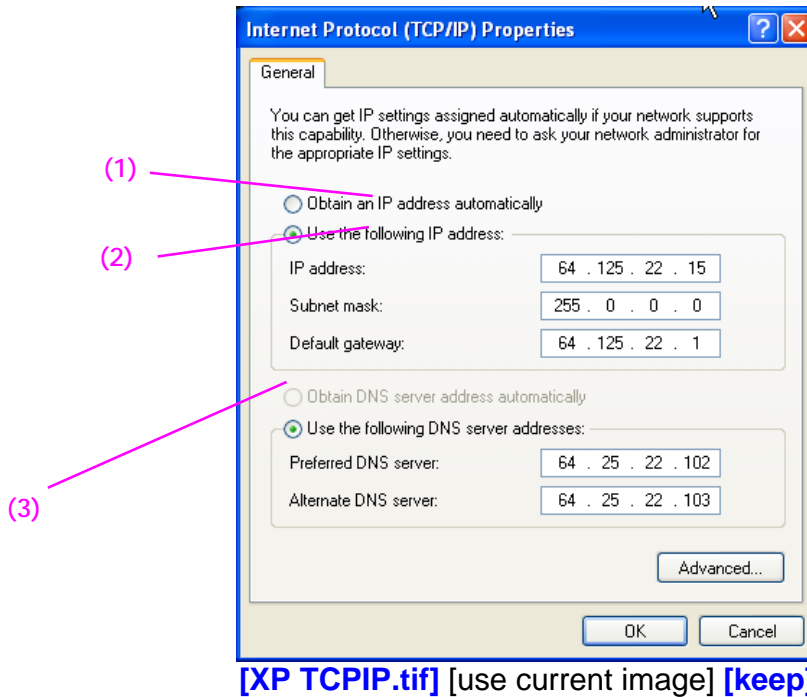 Internet Protocol (TCP/IP) Properties
General
You can get IP settings assigned automatically if your network supports
this capability. Otherwise, you need to ask your network administrator for
the appropriate IP settings.
(1)
Obtain an IP address automatically
(2)
Use the following IP address:
IP address: 64 . 125 . 22 . 15
Subnet mask: 255 . 0 . 0 . 0
Default gateway: 64 . 125 . 22 . 1
Obtain DNS server address automatically
Use the following DNS server addresses:
Preferred DNS server: 64 . 25 . 22 . 102
(3)
Alternate DNS server: 64 . 25 . 22 . 103
Advanced...
OK Cancel
[XP TCPIP.tif] [use current image] [keep]